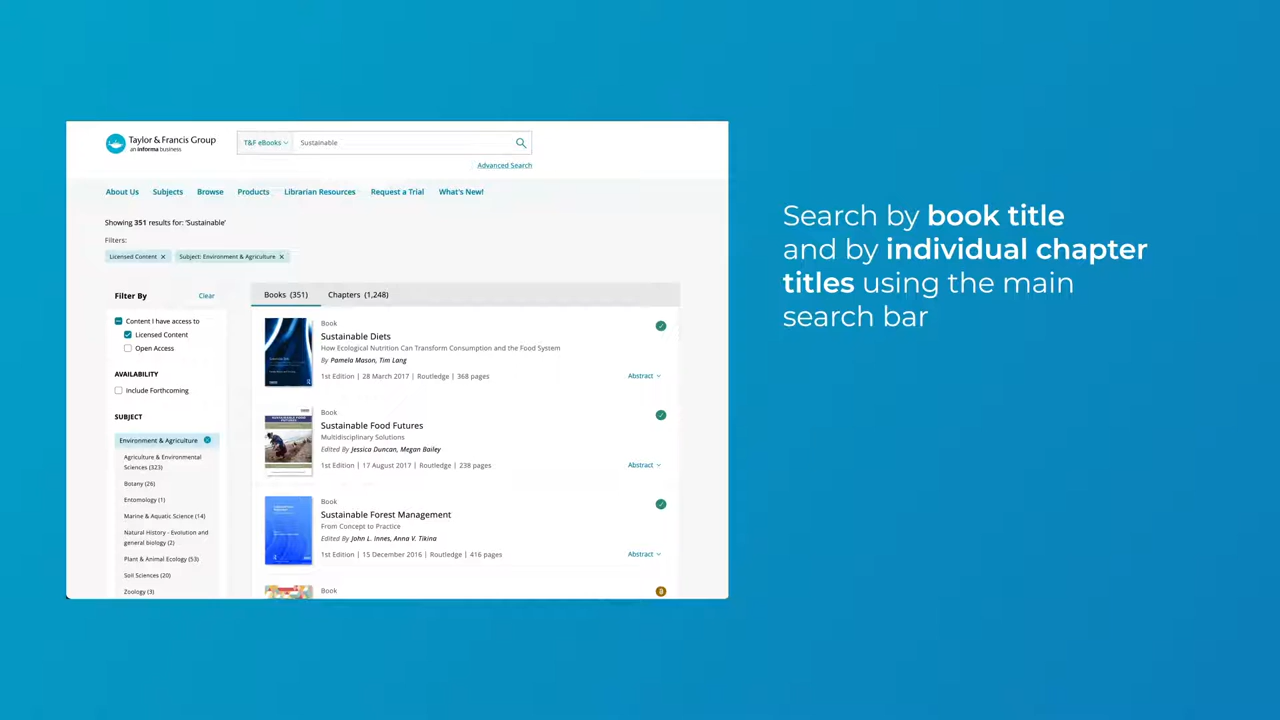 Taylor & Francis Group
an informa business
T&F eBooks
Sustainable
Advanced Search
About Us Subjects Browse Products Librarian Resources Request a Trial What's New!
Showing 351 results for: 'Sustainable'
Filters:
Licensed Content ✕ Subject: Environment & Agriculture ✕
Filter By Clear
Content I have access to
Licensed Content
Open Access
AVAILABILITY
Include Forthcoming
SUBJECT
Environment & Agriculture
Agriculture & Environmental
Sciences (323)
Botany (26)
Entomology (1)
Marine & Aquatic Science (14)
Natural History - Evolution and
general biology (2)
Plant & Animal Ecology (53)
Soil Sciences (20)
Zoology (3)
Books (351) Chapters (1,248)
Book
Sustainable Diets
How Ecological Nutrition Can Transform Consumption and the Food System
By Pamela Mason, Tim Lang
1st Edition | 28 March 2017 | Routledge | 368 pages
Abstract
Book
Sustainable Food Futures
Multidisciplinary Solutions
Edited By Jessica Duncan, Megan Bailey
1st Edition | 17 August 2017 | Routledge | 238 pages
Abstract
Book
Sustainable Forest Management
From Concept to Practice
Edited By John L. Innes, Anna V. Tikina
1st Edition | 15 December 2016 | Routledge | 416 pages
Abstract
Book
Search by book title
and by individual chapter
titles using the main
search bar